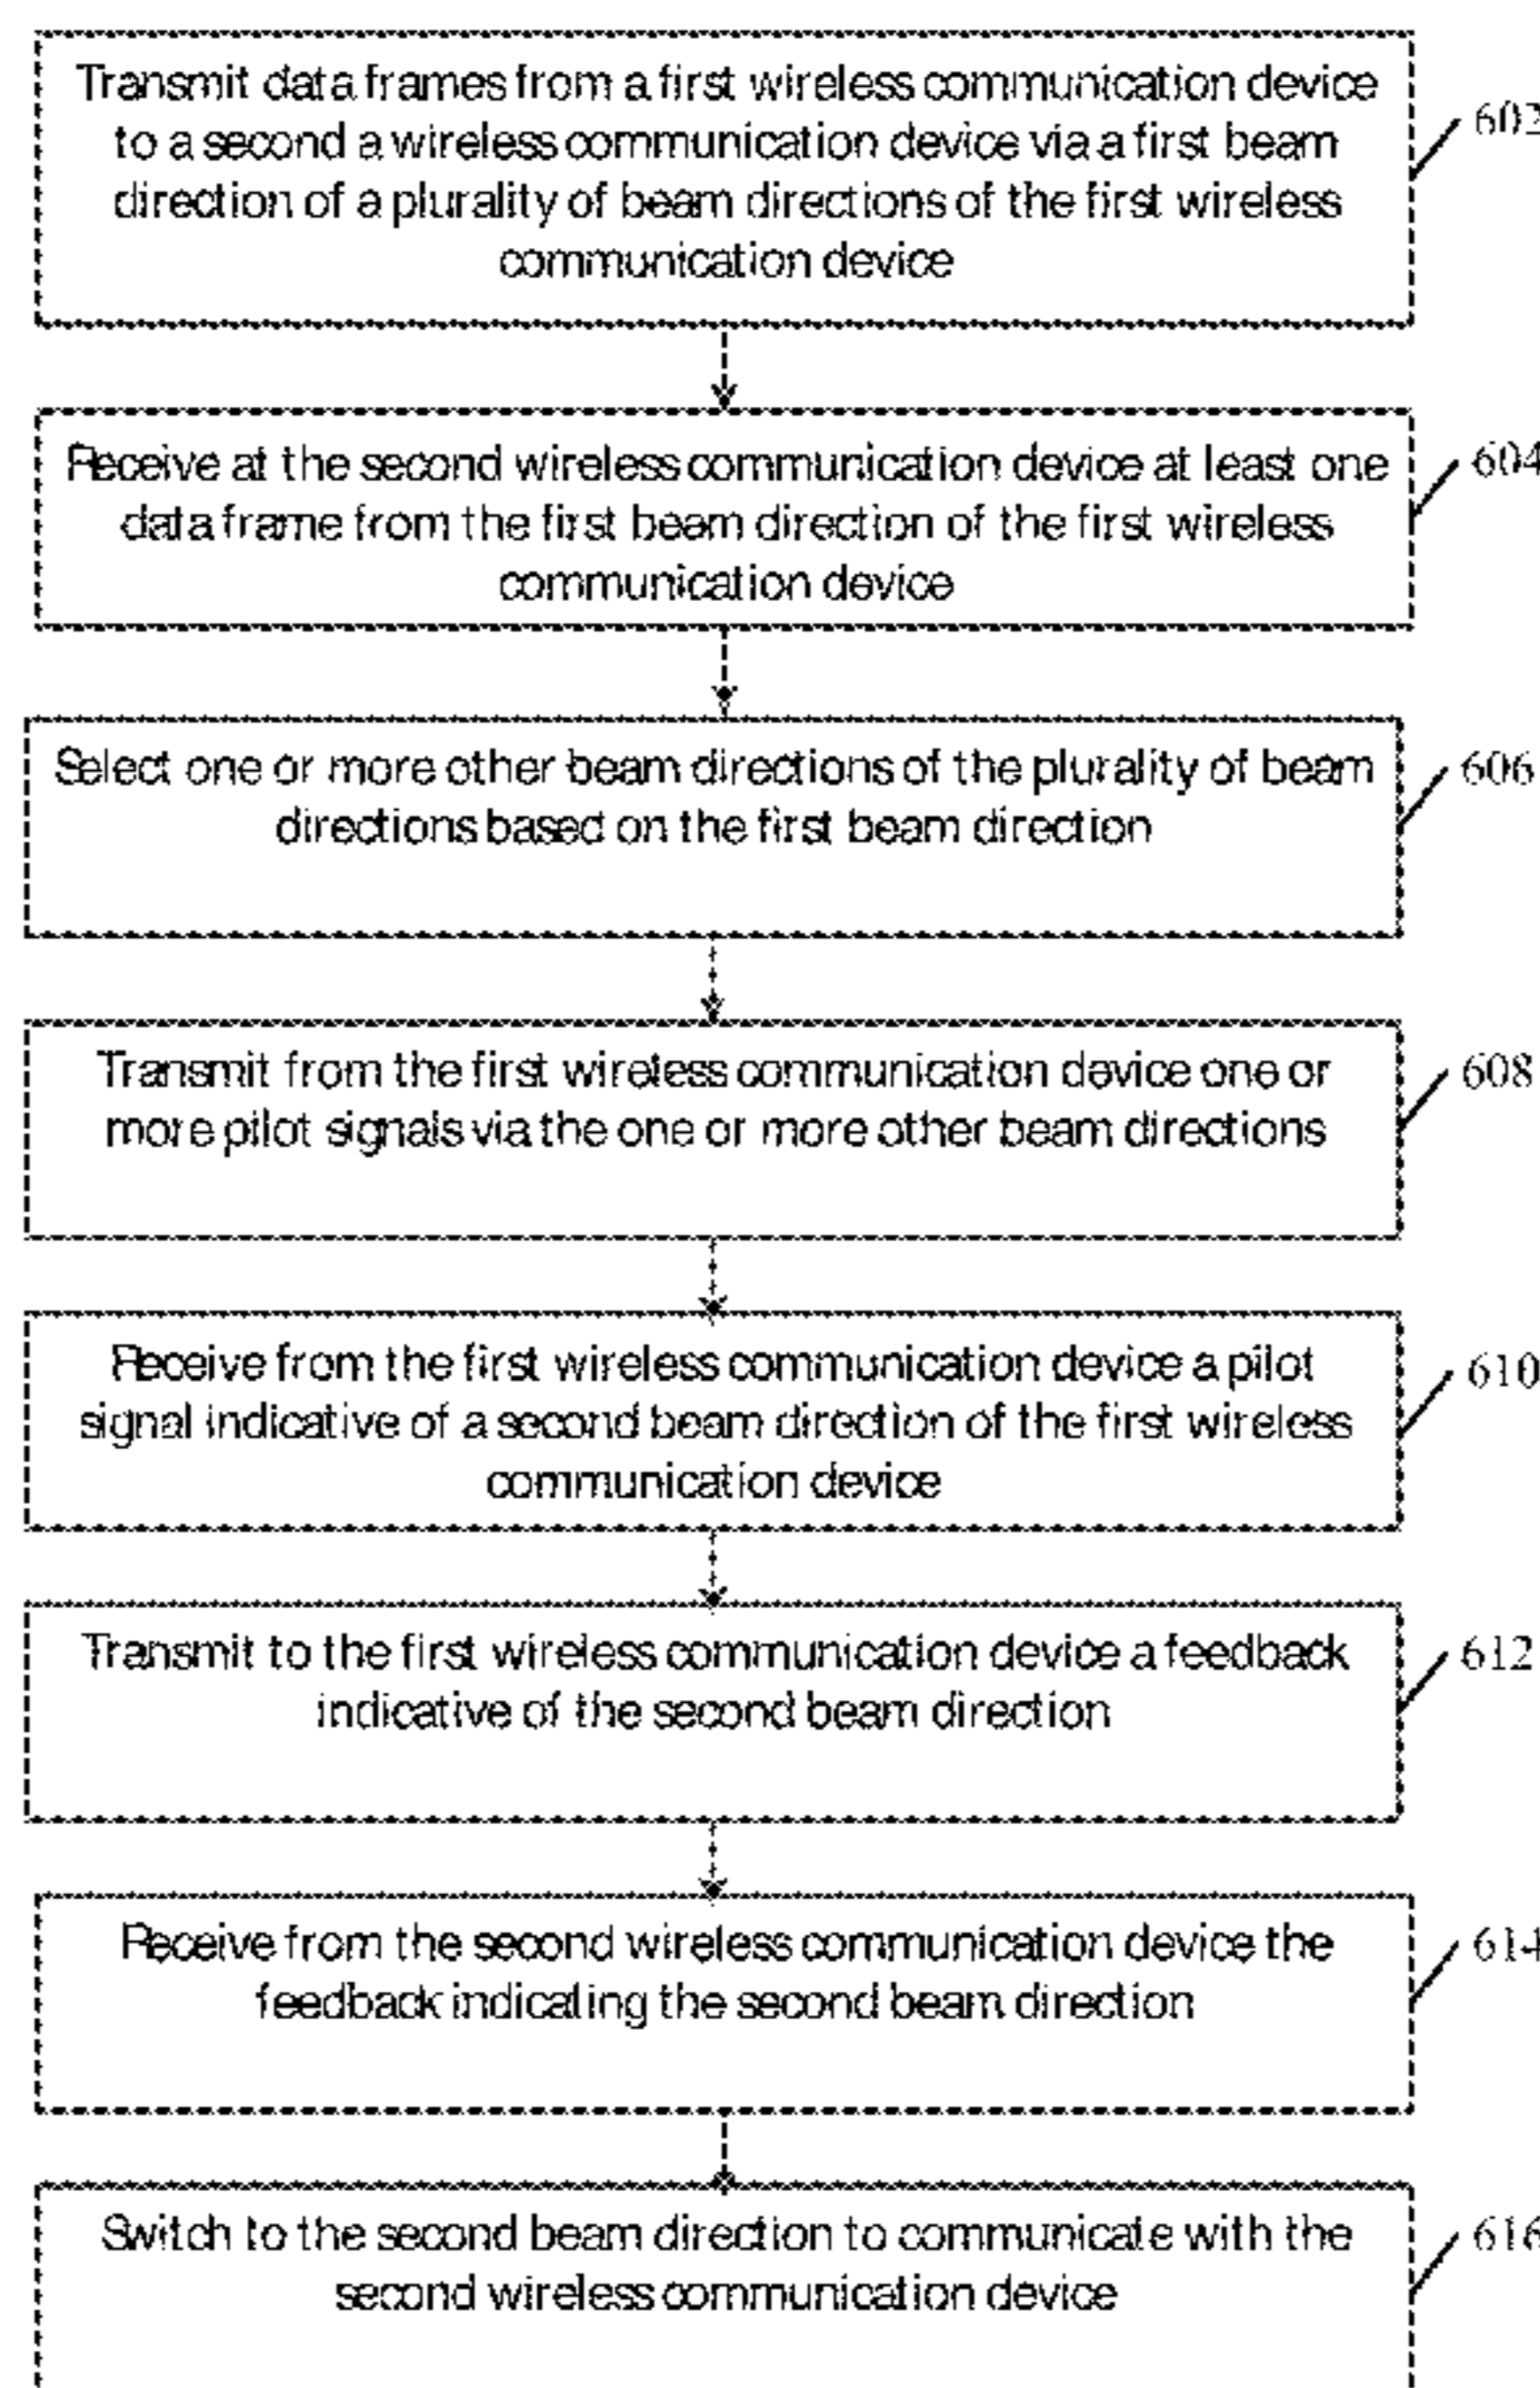 Transmit data frames from a first wireless communication device
602
to a second a wireless communication device via a first beam
direction of a plurality of beam directions of the first wireless
communication device
Receive at the second wireless communication device at least one
604
data frame from the first beam direction of the first wireless
communication device
Select one or more other beam directions of the plurality of beam
606
directions based on the first beam direction
Transmit from the first wireless communication device one or
608
more pilot signals via the one or more other beam directions
Receive from the first wireless communication device a pilot
610
signal indicative of a second beam direction of the first wireless
communication device
Transmit to the first wireless communication device a feedback
612
indicative of the second beam direction
Receive from the second wireless communication device the
614
feedback indicating the second beam direction
Switch to the second beam direction to communicate with the
616
second wireless communication device